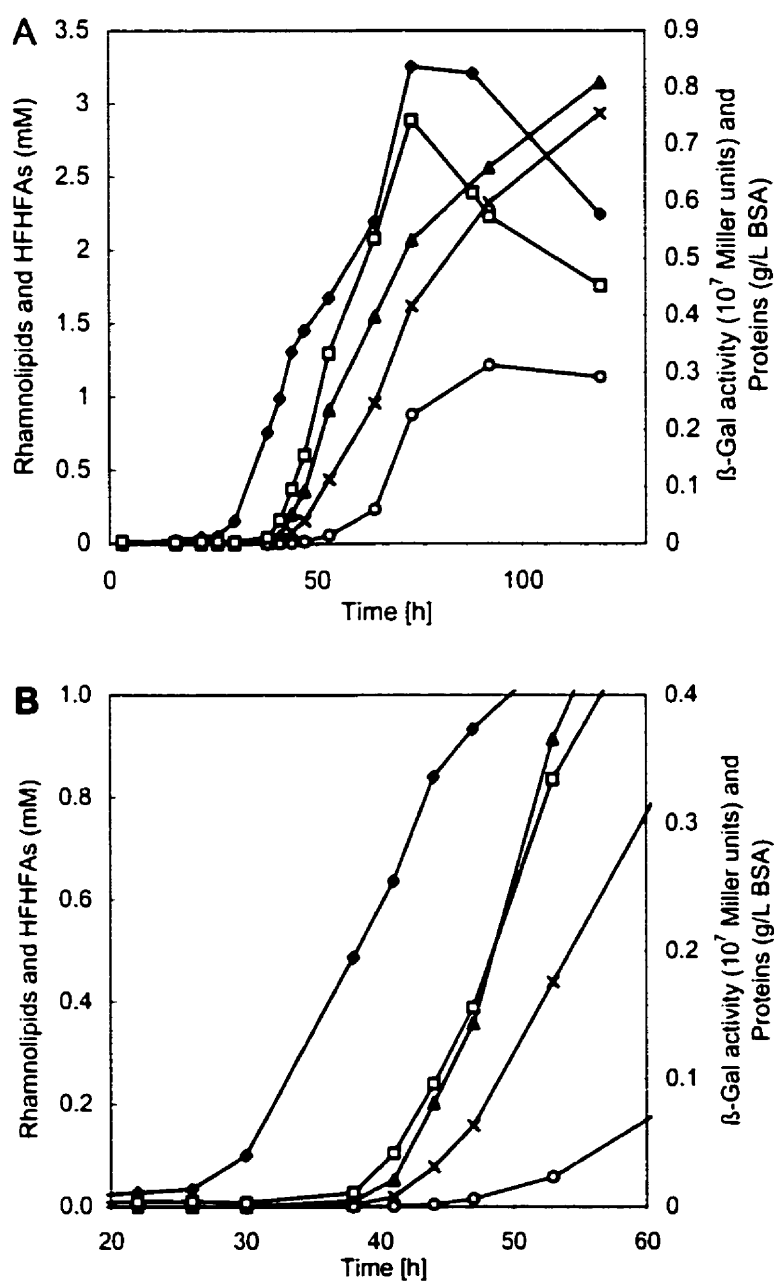 A
3.5
3
2.5
2
1.5
1
0.5
0
Rhamnolipids and HFHFAs (mM)
0.9
0.8
0.7
0.6
0.5
0.4
0.3
0.2
0.1
0
ß-Gal activity (10⁷ Miller units) and
Proteins (g/L BSA)
0 50 100
Time [h]
B
1.0
0.8
0.6
0.4
0.2
0.0
Rhamnolipids and HFHFAs (mM)
0.4
0.3
0.2
0.1
0
ß-Gal activity (10⁷ Miller units) and
Proteins (g/L BSA)
20 30 40 50 60
Time [h]